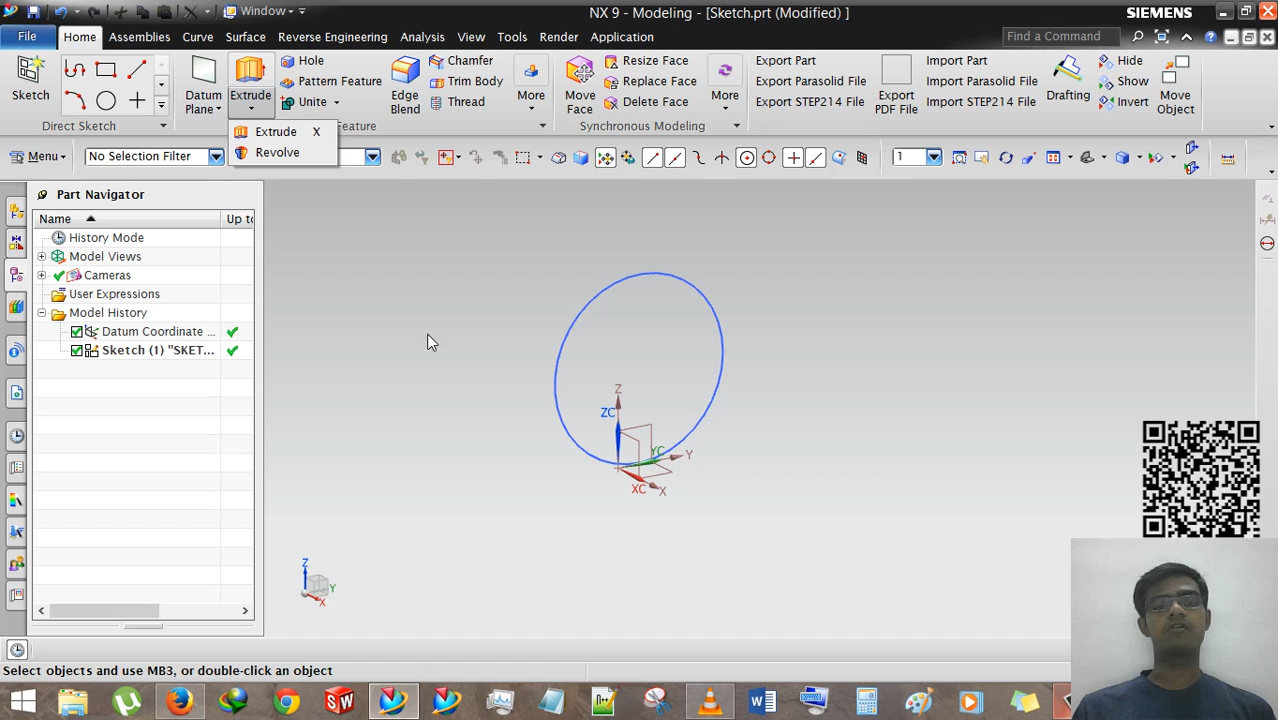 Window
NX 9 - Modeling - [Sketch.prt (Modified) ]
SIEMENS
File
Home
Assemblies
Curve
Surface
Reverse Engineering
Analysis
View
Tools
Render
Application
Find a Command
Sketch
Direct Sketch
Datum Plane
Extrude
Hole
Pattern Feature
Unite
Edge Blend
Chamfer
Trim Body
Thread
More
Feature
Move Face
Resize Face
Replace Face
Delete Face
More
Synchronous Modeling
Export Part
Export Parasolid File
Export STEP214 File
Export PDF File
Import Part
Import Parasolid File
Import STEP214 File
Hide
Show
Invert
Drafting
Move Object
Extrude X
Revolve
Menu
No Selection Filter
1
Part Navigator
Name
Up to
History Mode
Model Views
Cameras
User Expressions
Model History
Datum Coordinate ...
Sketch (1) "SKET...
Z
ZC
YC
Y
XC
X
Z
Y
X
Select objects and use MB3, or double-click an object
SW
W